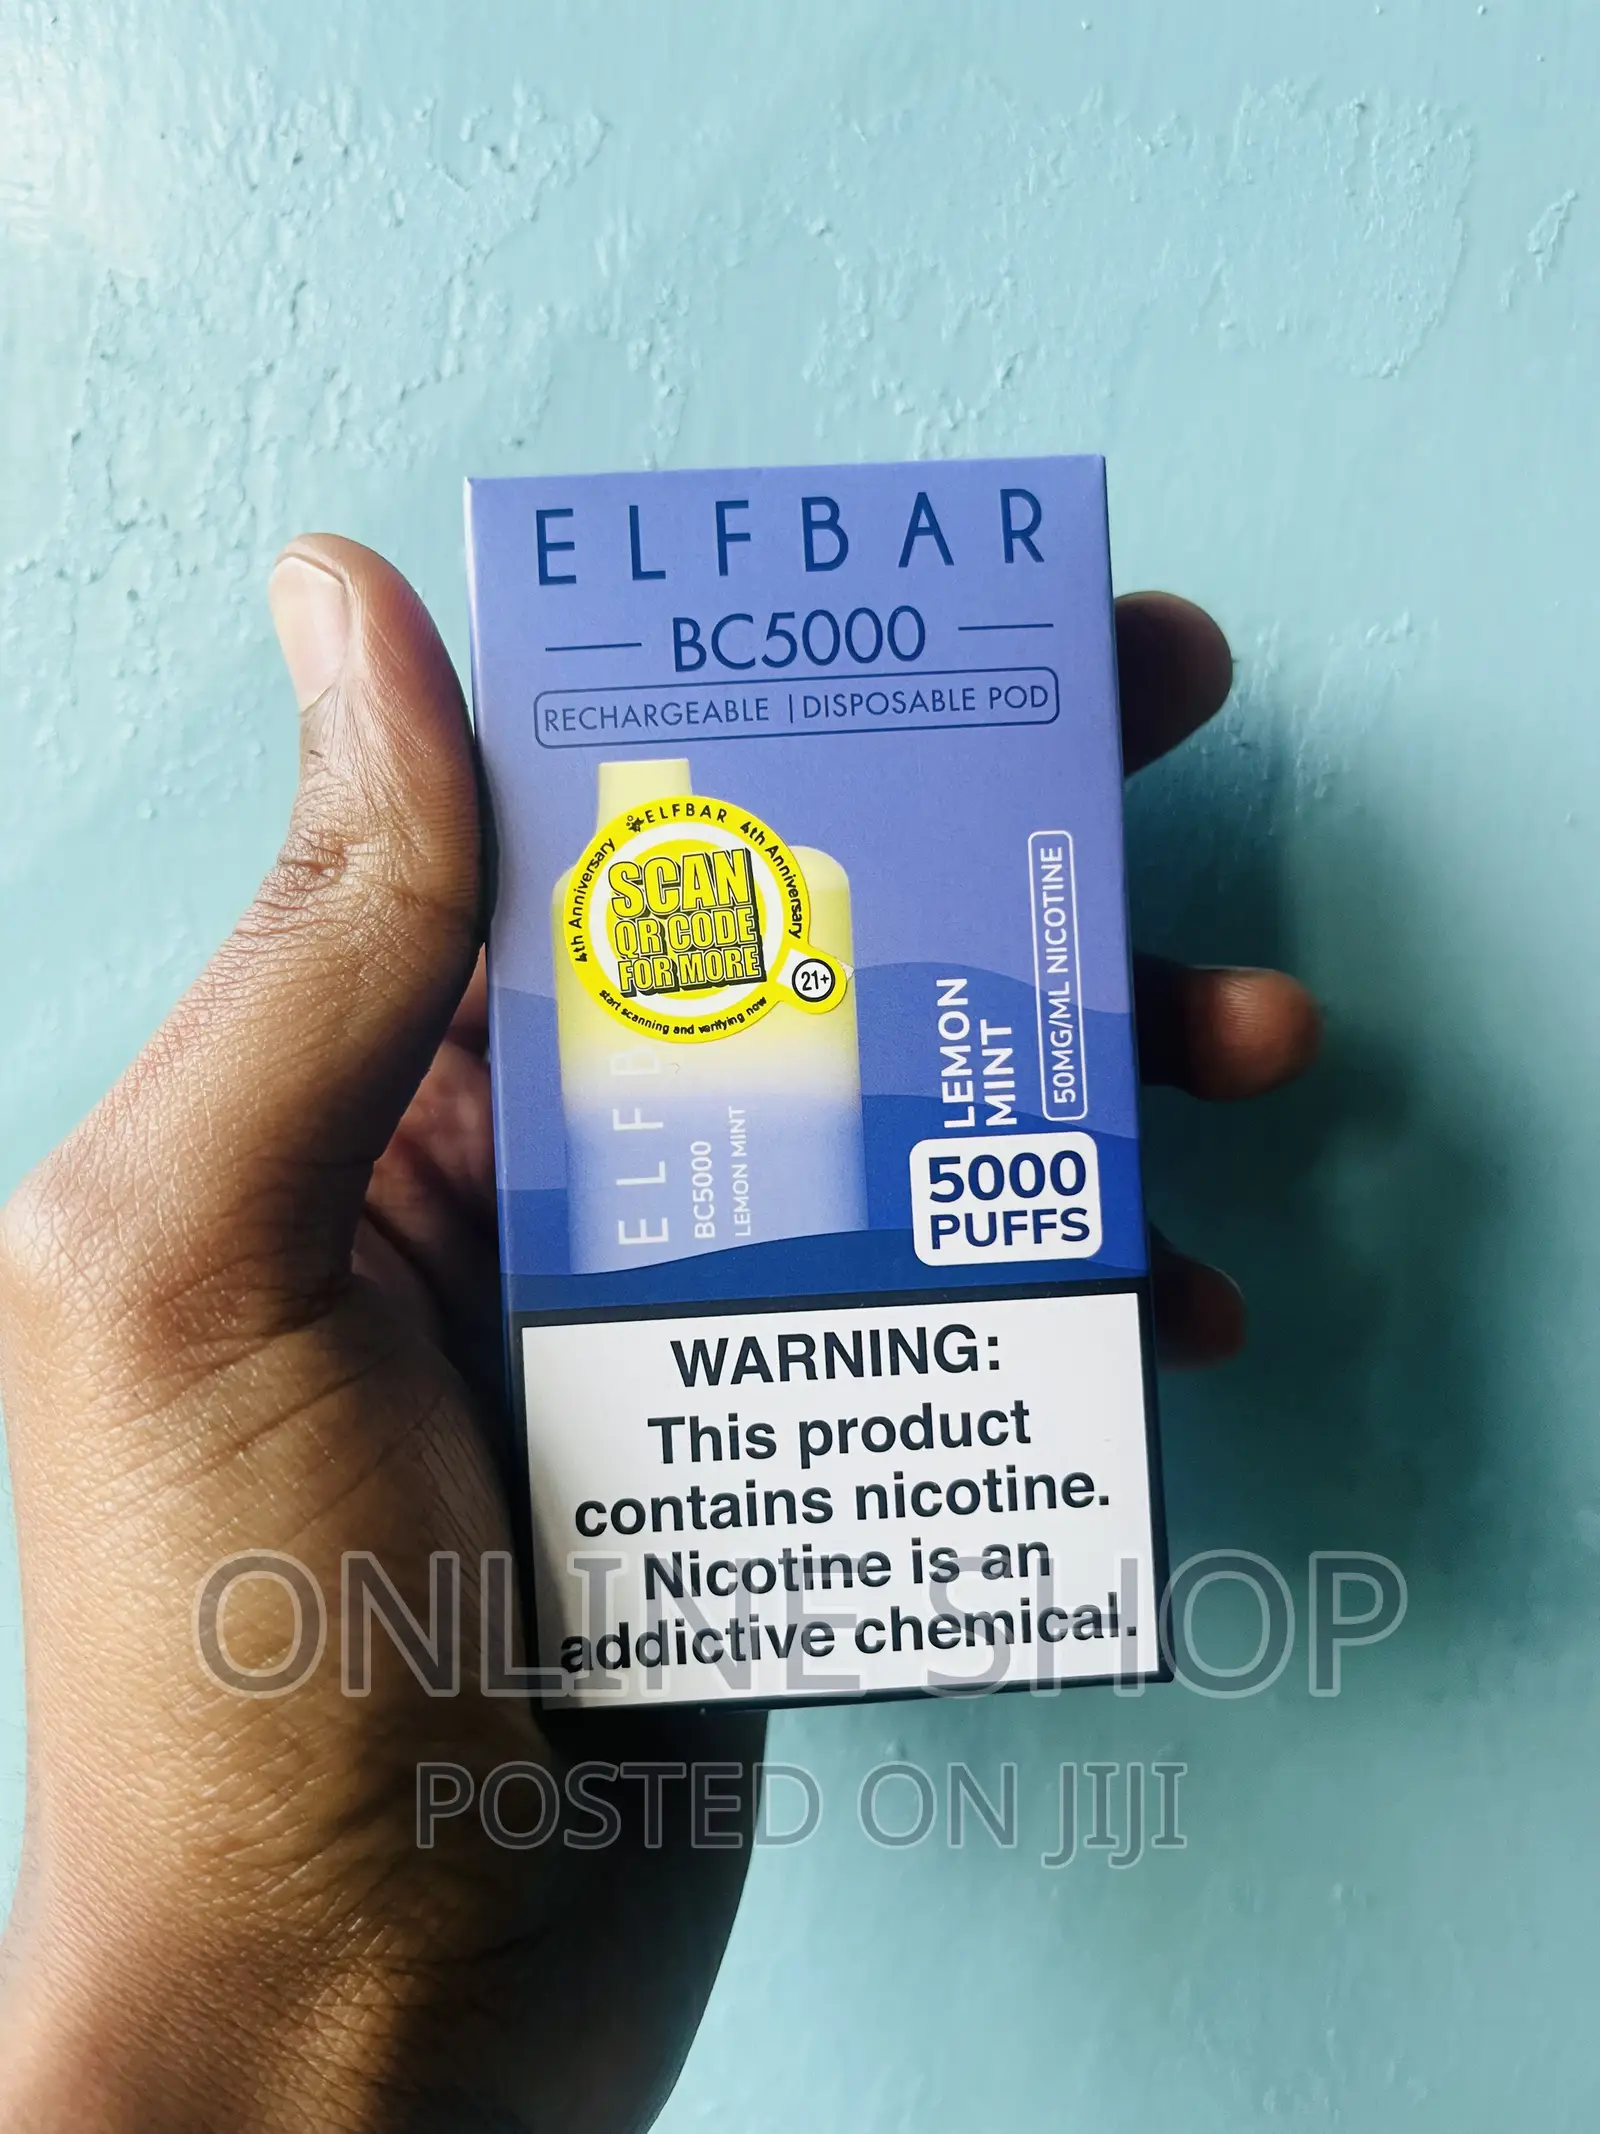 ELFBAR
BC5000
RECHARGEABLE | DISPOSABLE POD
ELFBAR 4th Anniversary
4th Anniversary
SCAN
QR CODE
FOR MORE
start scanning and verifying now
21+
ELFB
BC5000
LEMON MINT
LEMON
MINT
50MG/ML NICOTINE
5000
PUFFS
WARNING:
This product
contains nicotine.
Nicotine is an
addictive chemical.
ONLINE SHOP
POSTED ON JIJI